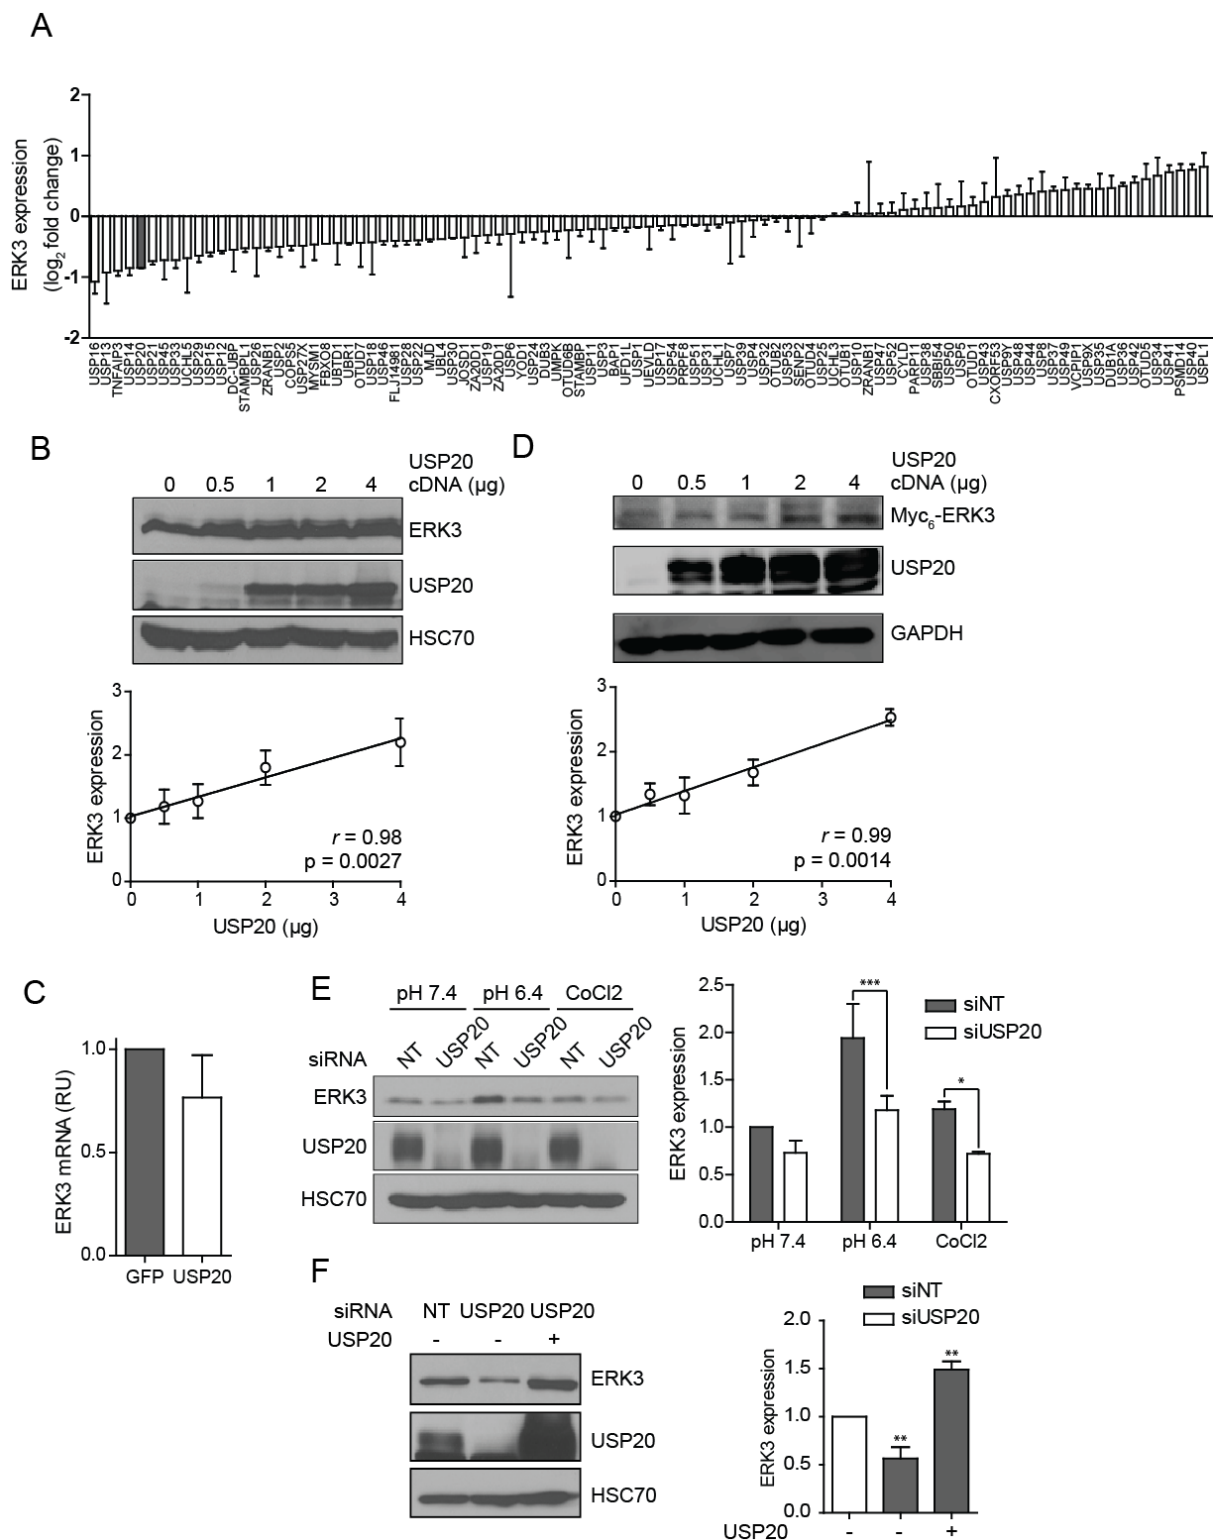 A
ERK3 expression
(log2 fold change)
2
1
0
-1
-2
USP16
USP13
TNFAIP3
USP14
USP20
USP21
USP45
USP33
UCHL5
USP29
USP15
USP12
DC-UBP
STAMBPL1
USP26
ZRANB1
USP2
COPS5
USP27X
MYSM1
FBXO8
UBTD1
UBR1
OTUD7
USP18
USP46
FLJ14981
USP28
USP22
MJD
UBL4
USP30
JOSD1
ZA20D1
USP19
ZA20D1
USP6
YOD1
USP24
DUB3
UMPK
OTUD6B
STAMBP
USP11
USP3
BAP1
UFD1L
USP1
UEVLD
USP17
USP54
PRPF8
USP51
USP31
UCHL1
USP7
USP39
USP4
USP32
OTUB2
USP53
SENP2
OTUD4
USP25
UCHL3
OTUB1
USP10
ZRANB1
USP47
USP52
CYLD
PARP11
USP38
SBBI54
USP50
USP5
OTUD1
USP43
CXORF53
USP9Y
USP48
USP44
USP8
USP37
USP49
VCPIP1
USP9X
USP35
DUB1A
USP36
USP42
OTUD5
USP34
USP41
PSMD14
USP40
USPL1
B
USP20
0 0.5 1 2 4 cDNA (µg)
ERK3
USP20
HSC70
ERK3 expression
3
2
1
0
r = 0.98
p = 0.0027
0 1 2 3 4
USP20 (µg)
D
USP20
0 0.5 1 2 4 cDNA (µg)
Myc6-ERK3
USP20
GAPDH
ERK3 expression
3
2
1
0
r = 0.99
p = 0.0014
0 1 2 3 4
USP20 (µg)
C
ERK3 mRNA (RU)
1.0
0.5
0.0
GFP USP20
E
pH 7.4 pH 6.4 CoCl2
siRNA NT USP20 NT USP20 NT USP20
ERK3
USP20
HSC70
ERK3 expression
2.5
2.0
1.5
1.0
0.5
0.0
***
*
siNT
siUSP20
pH 7.4 pH 6.4 CoCl2
F
siRNA NT USP20 USP20
USP20 - - +
ERK3
USP20
HSC70
siNT
siUSP20
ERK3 expression
2.0
1.5
1.0
0.5
0.0
**
**
USP20 - - +